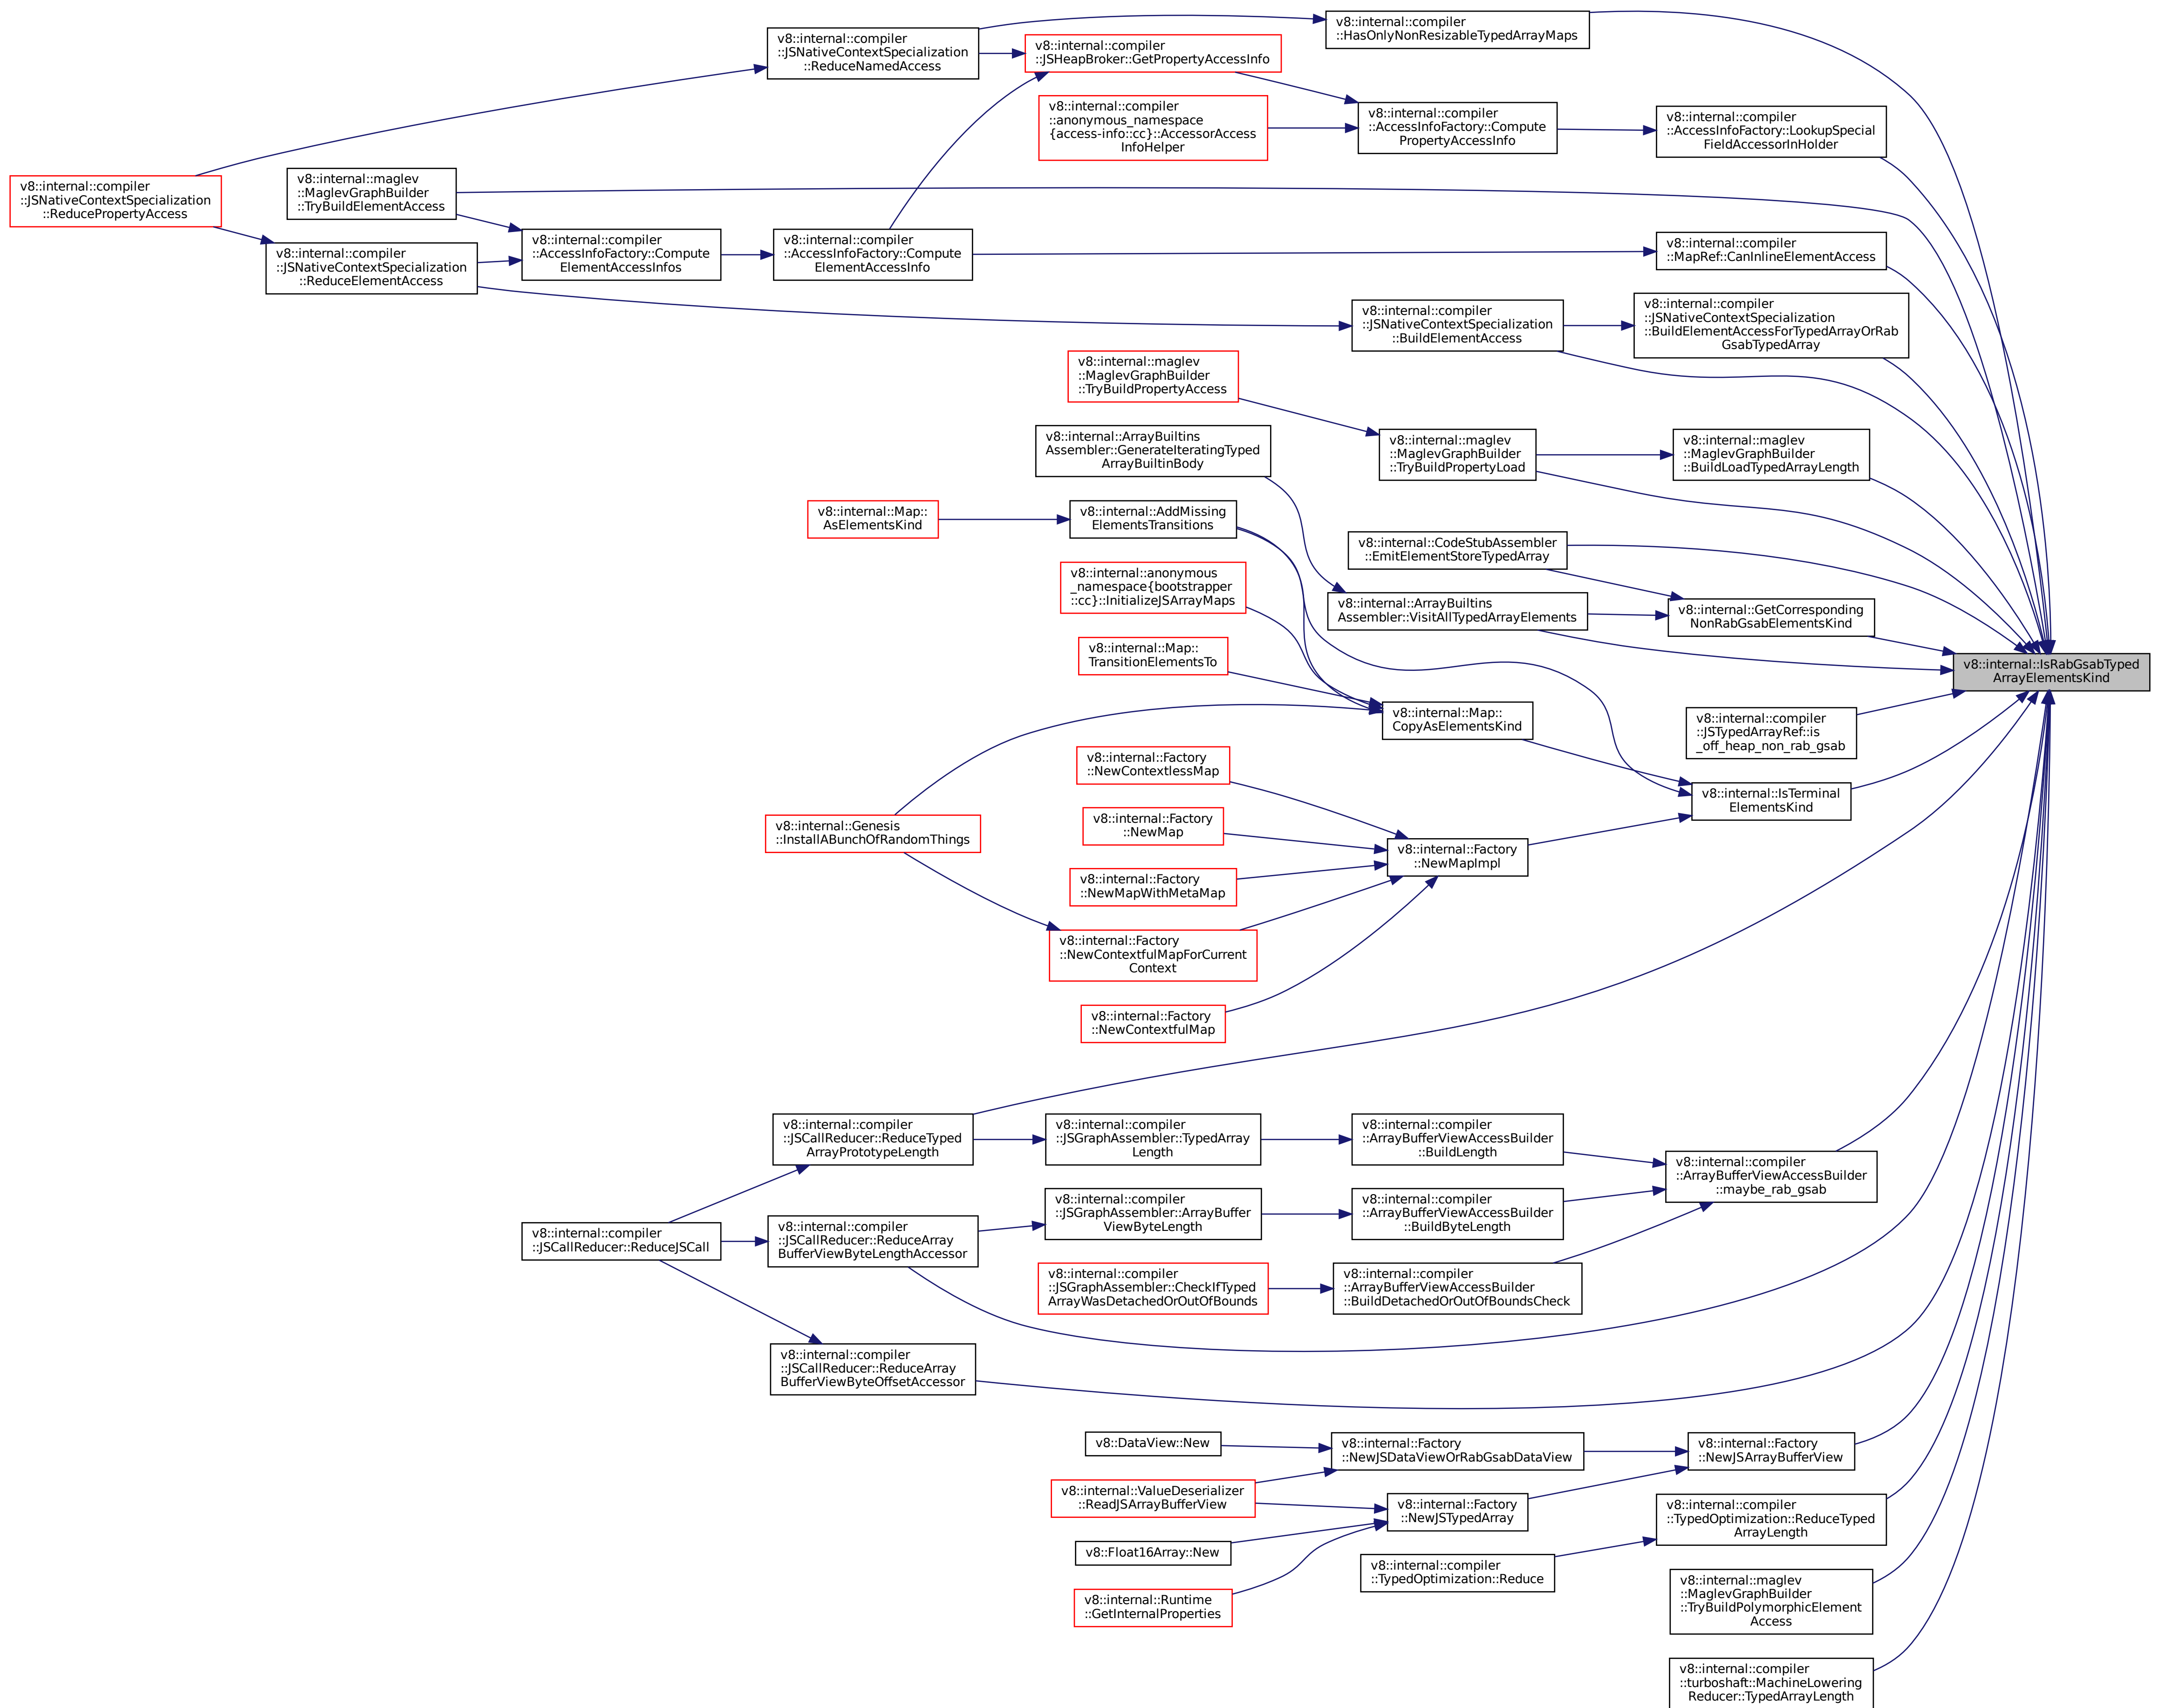 v8::internal::compiler
::HasOnlyNonResizableTypedArrayMaps
v8::internal::compiler
::JSNativeContextSpecialization
::ReduceNamedAccess
v8::internal::compiler
::JSHeapBroker::GetPropertyAccessInfo
v8::internal::compiler
::anonymous_namespace
{access-info::cc}::AccessorAccess
InfoHelper
v8::internal::compiler
::AccessInfoFactory::Compute
PropertyAccessInfo
v8::internal::compiler
::AccessInfoFactory::LookupSpecial
FieldAccessorInHolder
v8::internal::compiler
::JSNativeContextSpecialization
::ReducePropertyAccess
v8::internal::maglev
::MaglevGraphBuilder
::TryBuildElementAccess
v8::internal::compiler
::JSNativeContextSpecialization
::ReduceElementAccess
v8::internal::compiler
::AccessInfoFactory::Compute
ElementAccessInfos
v8::internal::compiler
::AccessInfoFactory::Compute
ElementAccessInfo
v8::internal::compiler
::MapRef::CanInlineElementAccess
v8::internal::compiler
::JSNativeContextSpecialization
::BuildElementAccess
v8::internal::compiler
::JSNativeContextSpecialization
::BuildElementAccessForTypedArrayOrRab
GsabTypedArray
v8::internal::maglev
::MaglevGraphBuilder
::TryBuildPropertyAccess
v8::internal::ArrayBuiltins
Assembler::GenerateIteratingTyped
ArrayBuiltinBody
v8::internal::maglev
::MaglevGraphBuilder
::TryBuildPropertyLoad
v8::internal::maglev
::MaglevGraphBuilder
::BuildLoadTypedArrayLength
v8::internal::Map::
AsElementsKind
v8::internal::AddMissing
ElementsTransitions
v8::internal::CodeStubAssembler
::EmitElementStoreTypedArray
v8::internal::anonymous
_namespace{bootstrapper
::cc}::InitializeJSArrayMaps
v8::internal::ArrayBuiltins
Assembler::VisitAllTypedArrayElements
v8::internal::GetCorresponding
NonRabGsabElementsKind
v8::internal::Map::
TransitionElementsTo
v8::internal::IsRabGsabTyped
ArrayElementsKind
v8::internal::Map::
CopyAsElementsKind
v8::internal::compiler
::JSTypedArrayRef::is
_off_heap_non_rab_gsab
v8::internal::Factory
::NewContextlessMap
v8::internal::IsTerminal
ElementsKind
v8::internal::Genesis
::InstallABunchOfRandomThings
v8::internal::Factory
::NewMap
v8::internal::Factory
::NewMapImpl
v8::internal::Factory
::NewMapWithMetaMap
v8::internal::Factory
::NewContextfulMapForCurrent
Context
v8::internal::Factory
::NewContextfulMap
v8::internal::compiler
::JSCallReducer::ReduceTyped
ArrayPrototypeLength
v8::internal::compiler
::JSGraphAssembler::TypedArray
Length
v8::internal::compiler
::ArrayBufferViewAccessBuilder
::BuildLength
v8::internal::compiler
::ArrayBufferViewAccessBuilder
::maybe_rab_gsab
v8::internal::compiler
::JSCallReducer::ReduceJSCall
v8::internal::compiler
::JSCallReducer::ReduceArray
BufferViewByteLengthAccessor
v8::internal::compiler
::JSGraphAssembler::ArrayBuffer
ViewByteLength
v8::internal::compiler
::ArrayBufferViewAccessBuilder
::BuildByteLength
v8::internal::compiler
::JSGraphAssembler::CheckIfTyped
ArrayWasDetachedOrOutOfBounds
v8::internal::compiler
::ArrayBufferViewAccessBuilder
::BuildDetachedOrOutOfBoundsCheck
v8::internal::compiler
::JSCallReducer::ReduceArray
BufferViewByteOffsetAccessor
v8::DataView::New
v8::internal::Factory
::NewJSDataViewOrRabGsabDataView
v8::internal::Factory
::NewJSArrayBufferView
v8::internal::ValueDeserializer
::ReadJSArrayBufferView
v8::internal::Factory
::NewJSTypedArray
v8::internal::compiler
::TypedOptimization::ReduceTyped
ArrayLength
v8::Float16Array::New
v8::internal::compiler
::TypedOptimization::Reduce
v8::internal::Runtime
::GetInternalProperties
v8::internal::maglev
::MaglevGraphBuilder
::TryBuildPolymorphicElement
Access
v8::internal::compiler
::turboshaft::MachineLowering
Reducer::TypedArrayLength